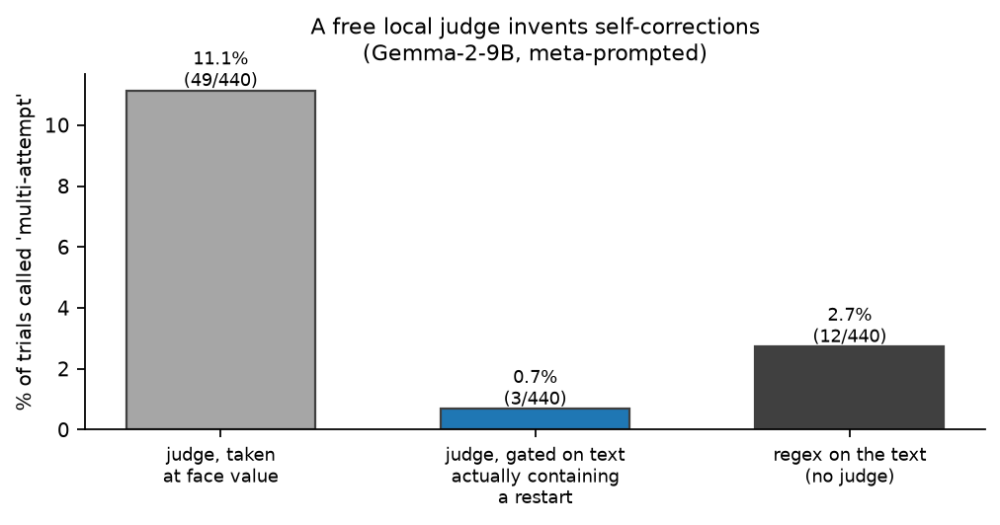 A free local judge invents self-corrections
(Gemma-2-9B, meta-prompted)
% of trials called 'multi-attempt'
10
8
6
4
2
0
11.1%
(49/440)
0.7%
(3/440)
2.7%
(12/440)
judge, taken
at face value
judge, gated on text
actually containing
a restart
regex on the text
(no judge)